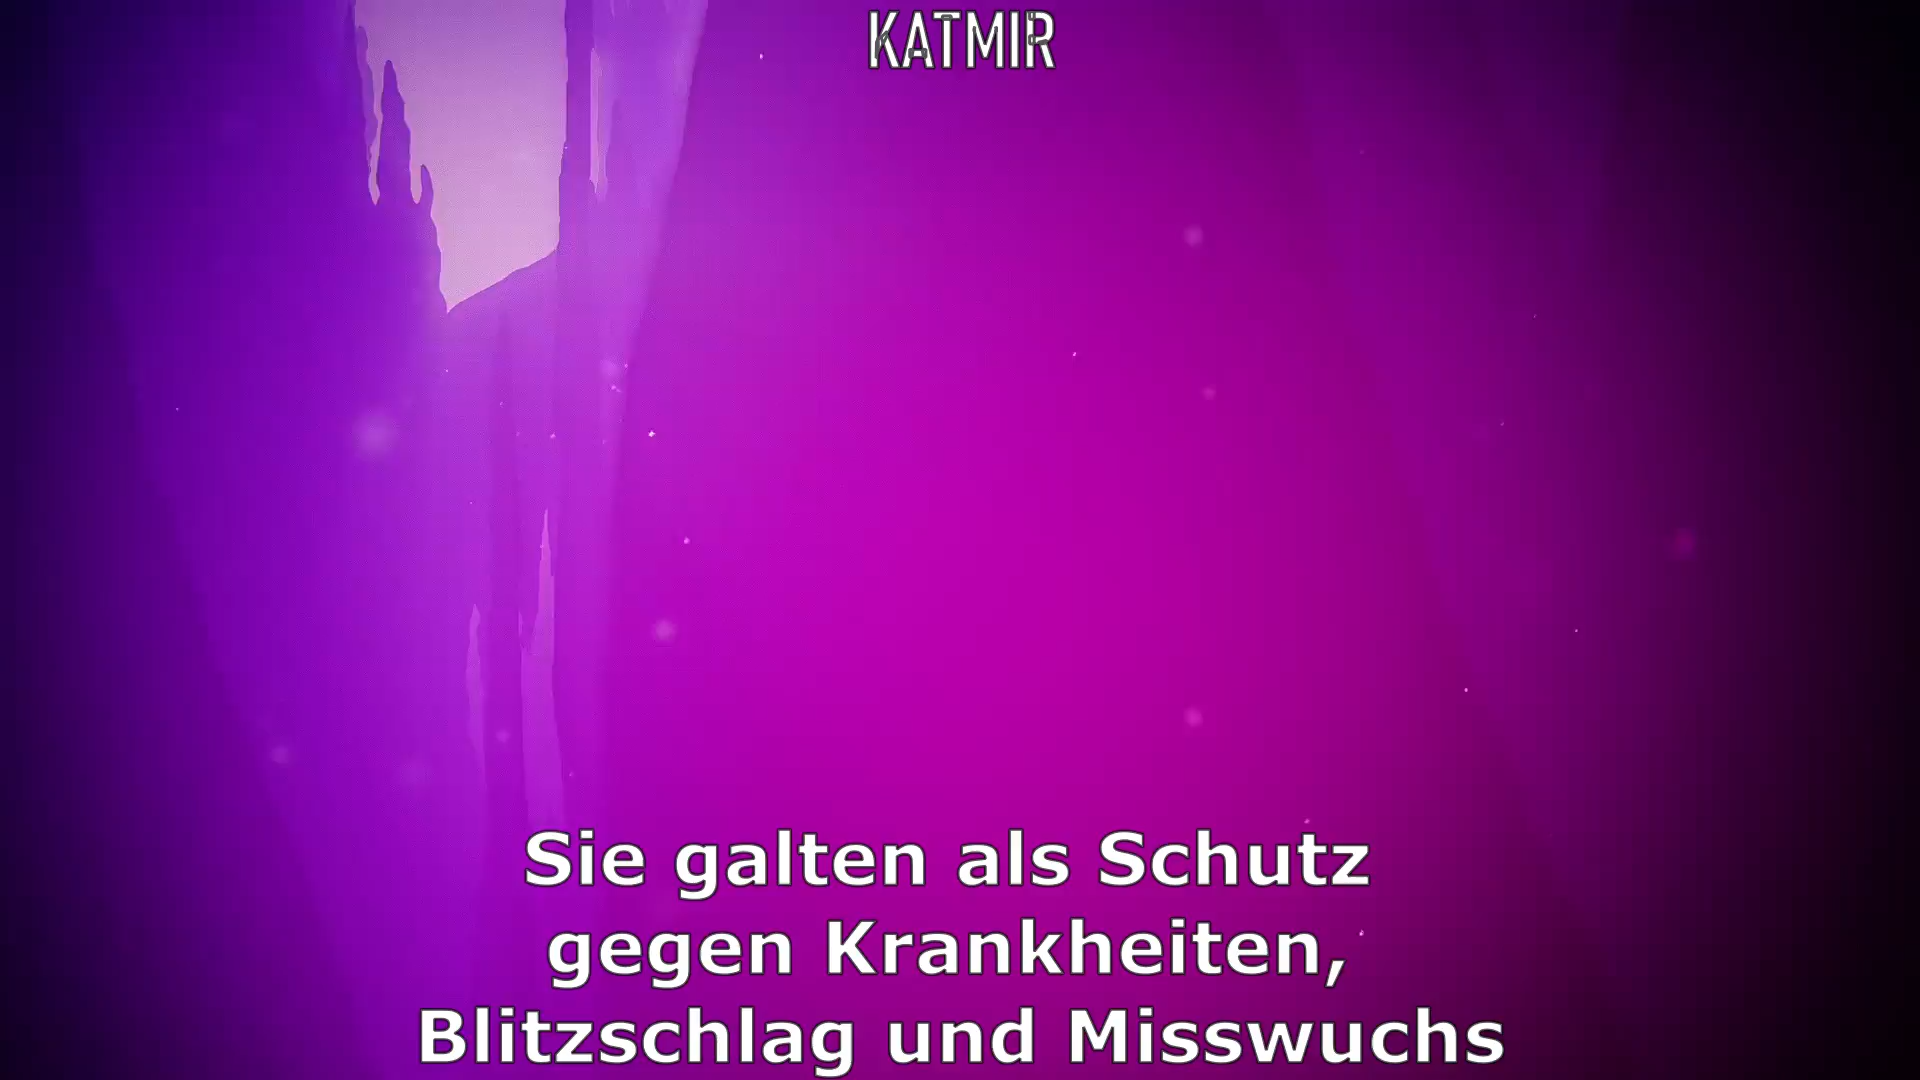 KATMIR
Sie galten als Schutz
gegen Krankheiten,
Blitzschlag und Misswuchs